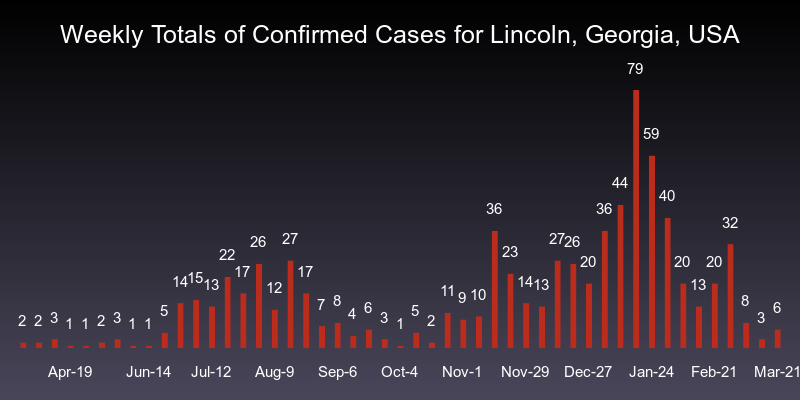 Weekly Totals of Confirmed Cases for Lincoln, Georgia, USA
2 2 3 1 1 2 3 1 1 5 14 15 13 22 17 26 12 27 17 7 8 4 6 3 1 5 2 11 9 10 36 23 14 13 27 26 20 36 44 79 59 40 20 13 20 32 8 3 6
Apr-19 Jun-14 Jul-12 Aug-9 Sep-6 Oct-4 Nov-1 Nov-29 Dec-27 Jan-24 Feb-21 Mar-21